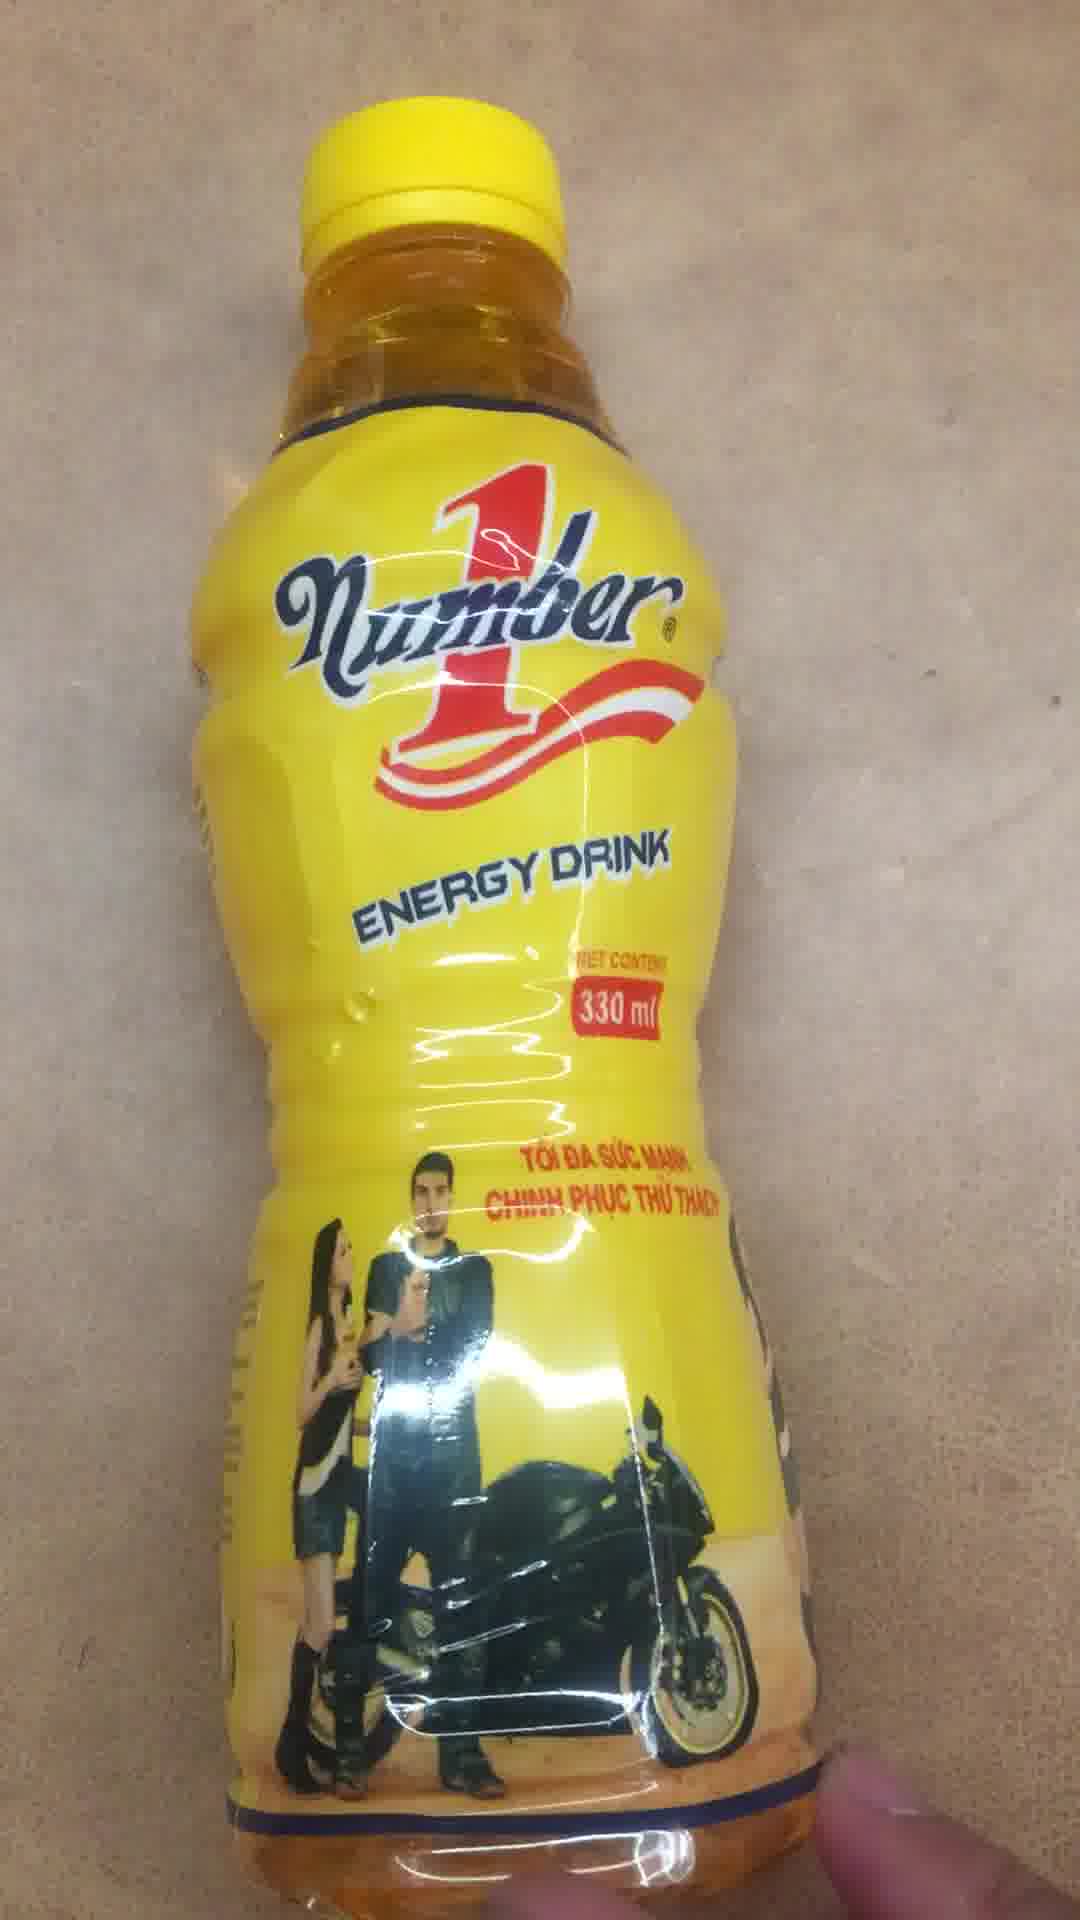 Number 1 ®
ENERGY DRINK
NET CONTENT
330 ml
TỐI ĐA SỨC MẠNH
CHINH PHỤC THỬ THÁCH